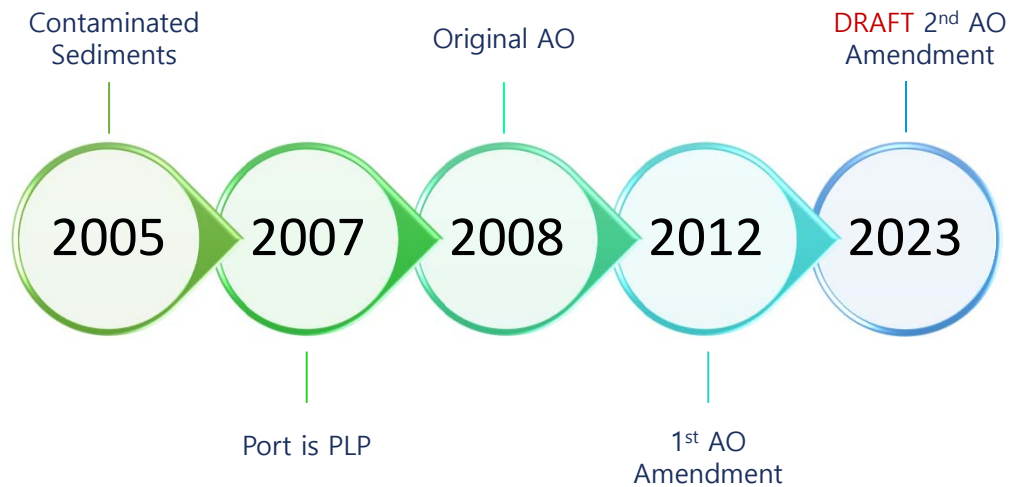 Contaminated
Sediments
Original AO
DRAFT 2nd AO
Amendment
2005
2007
2008
2012
2023
Port is PLP
1st AO
Amendment